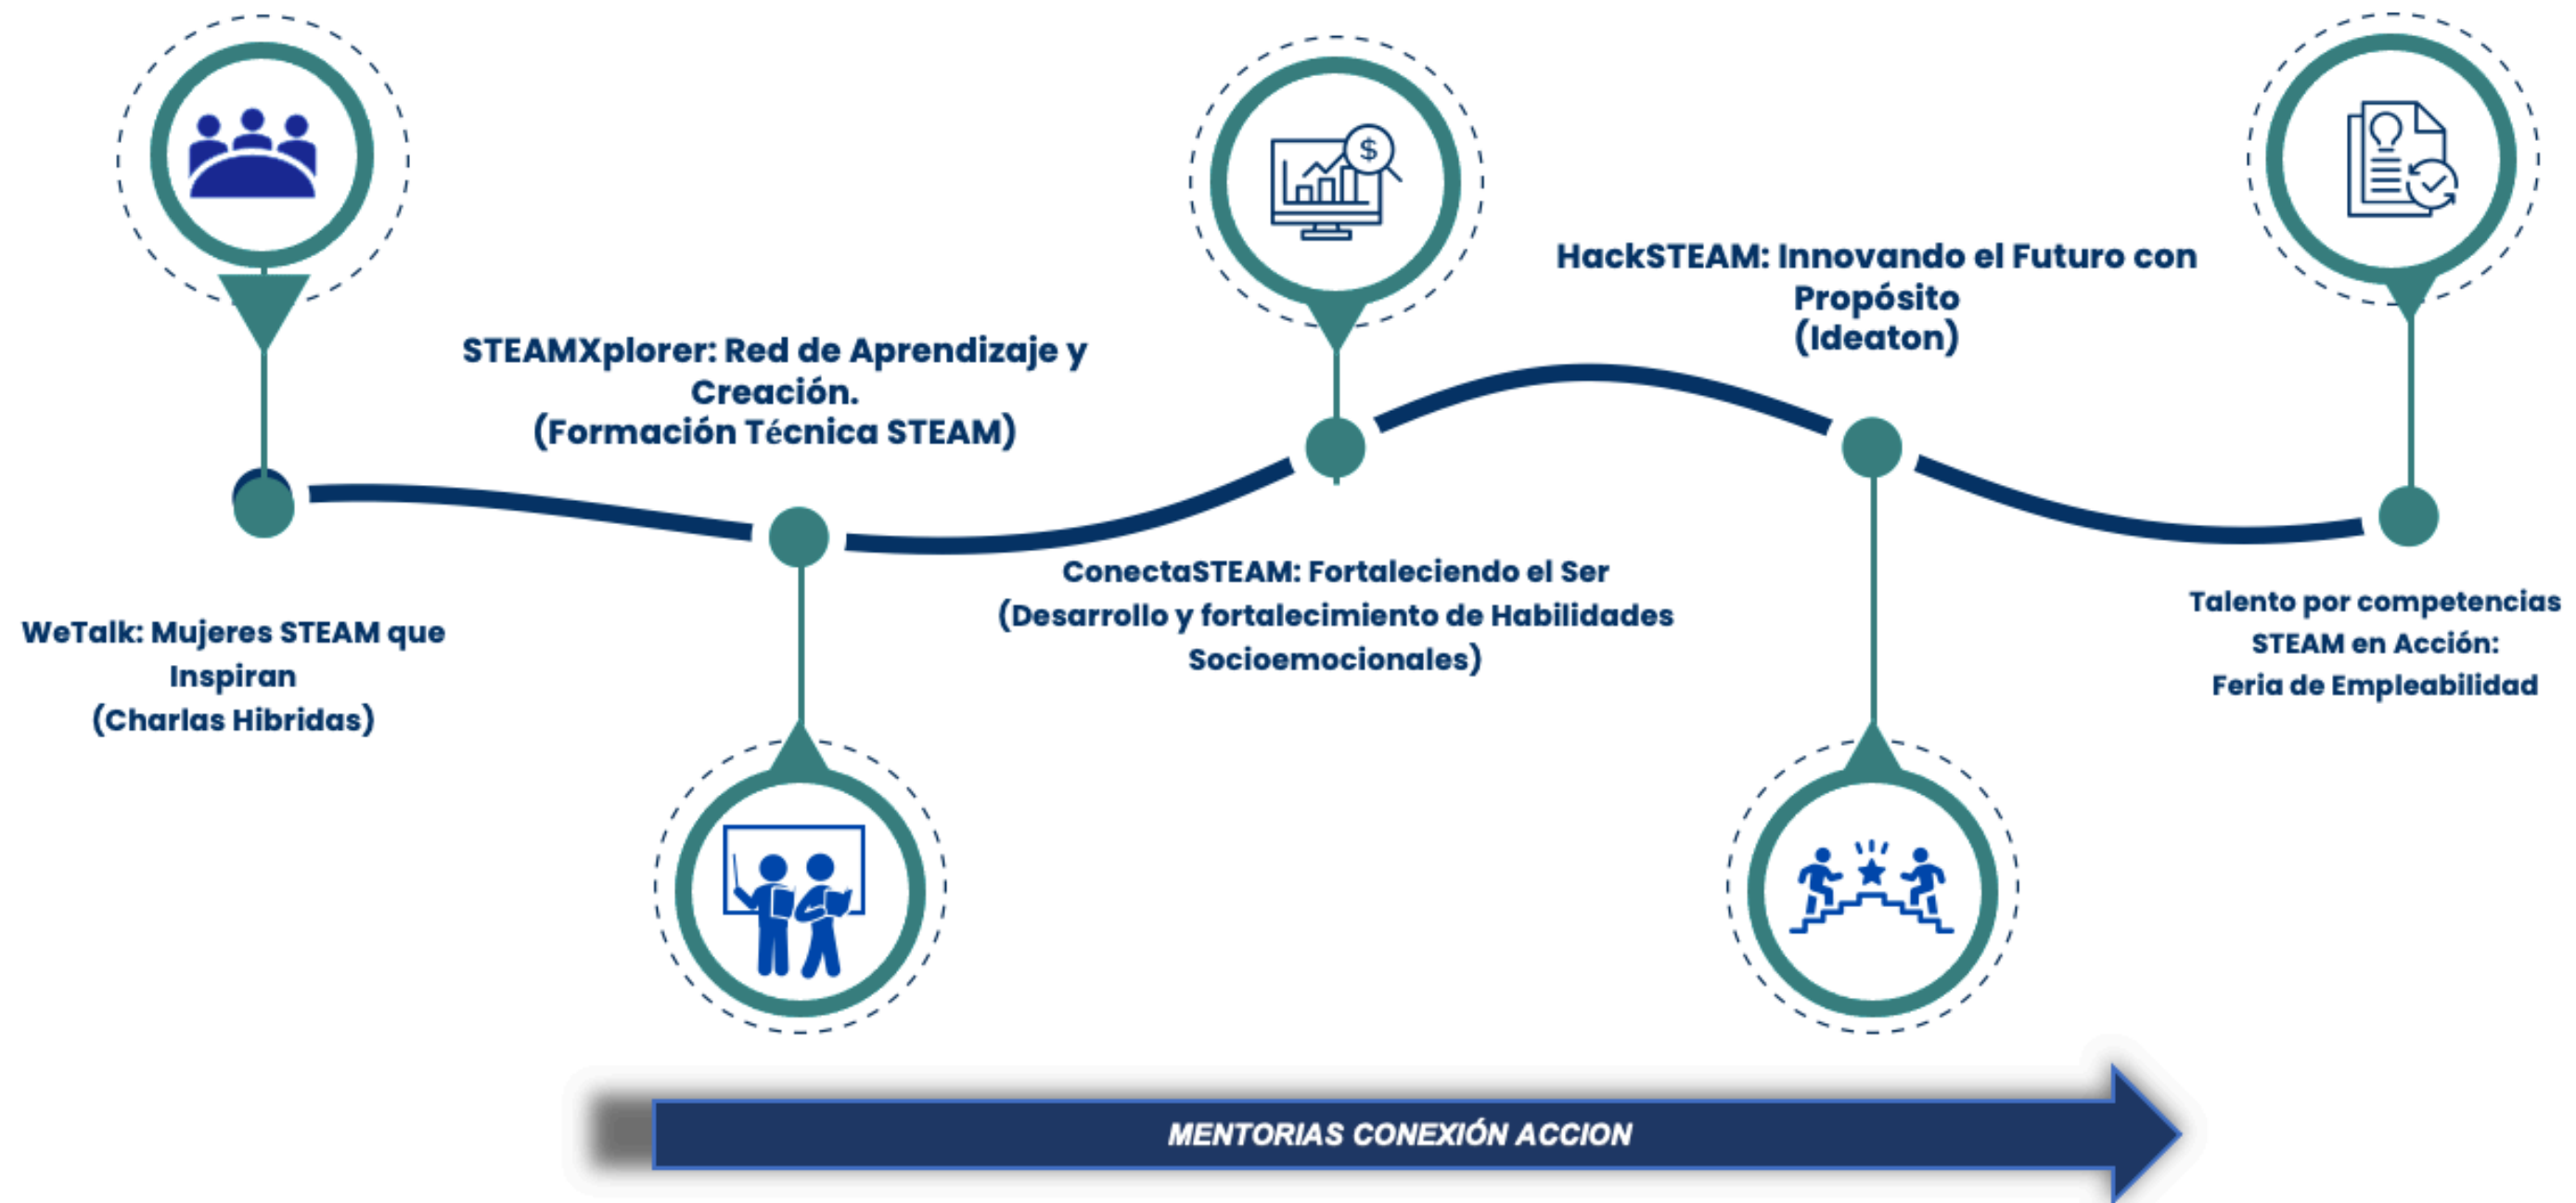 WeTalk: Mujeres STEAM que
Inspiran
(Charlas Hibridas)
STEAMXplorer: Red de Aprendizaje y
Creación.
(Formación Técnica STEAM)
$
ConectaSTEAM: Fortaleciendo el Ser
(Desarrollo y fortalecimiento de Habilidades
Socioemocionales)
HackSTEAM: Innovando el Futuro con
Propósito
(Ideaton)
Talento por competencias
STEAM en Acción:
Feria de Empleabilidad
MENTORIAS CONEXIÓN ACCION